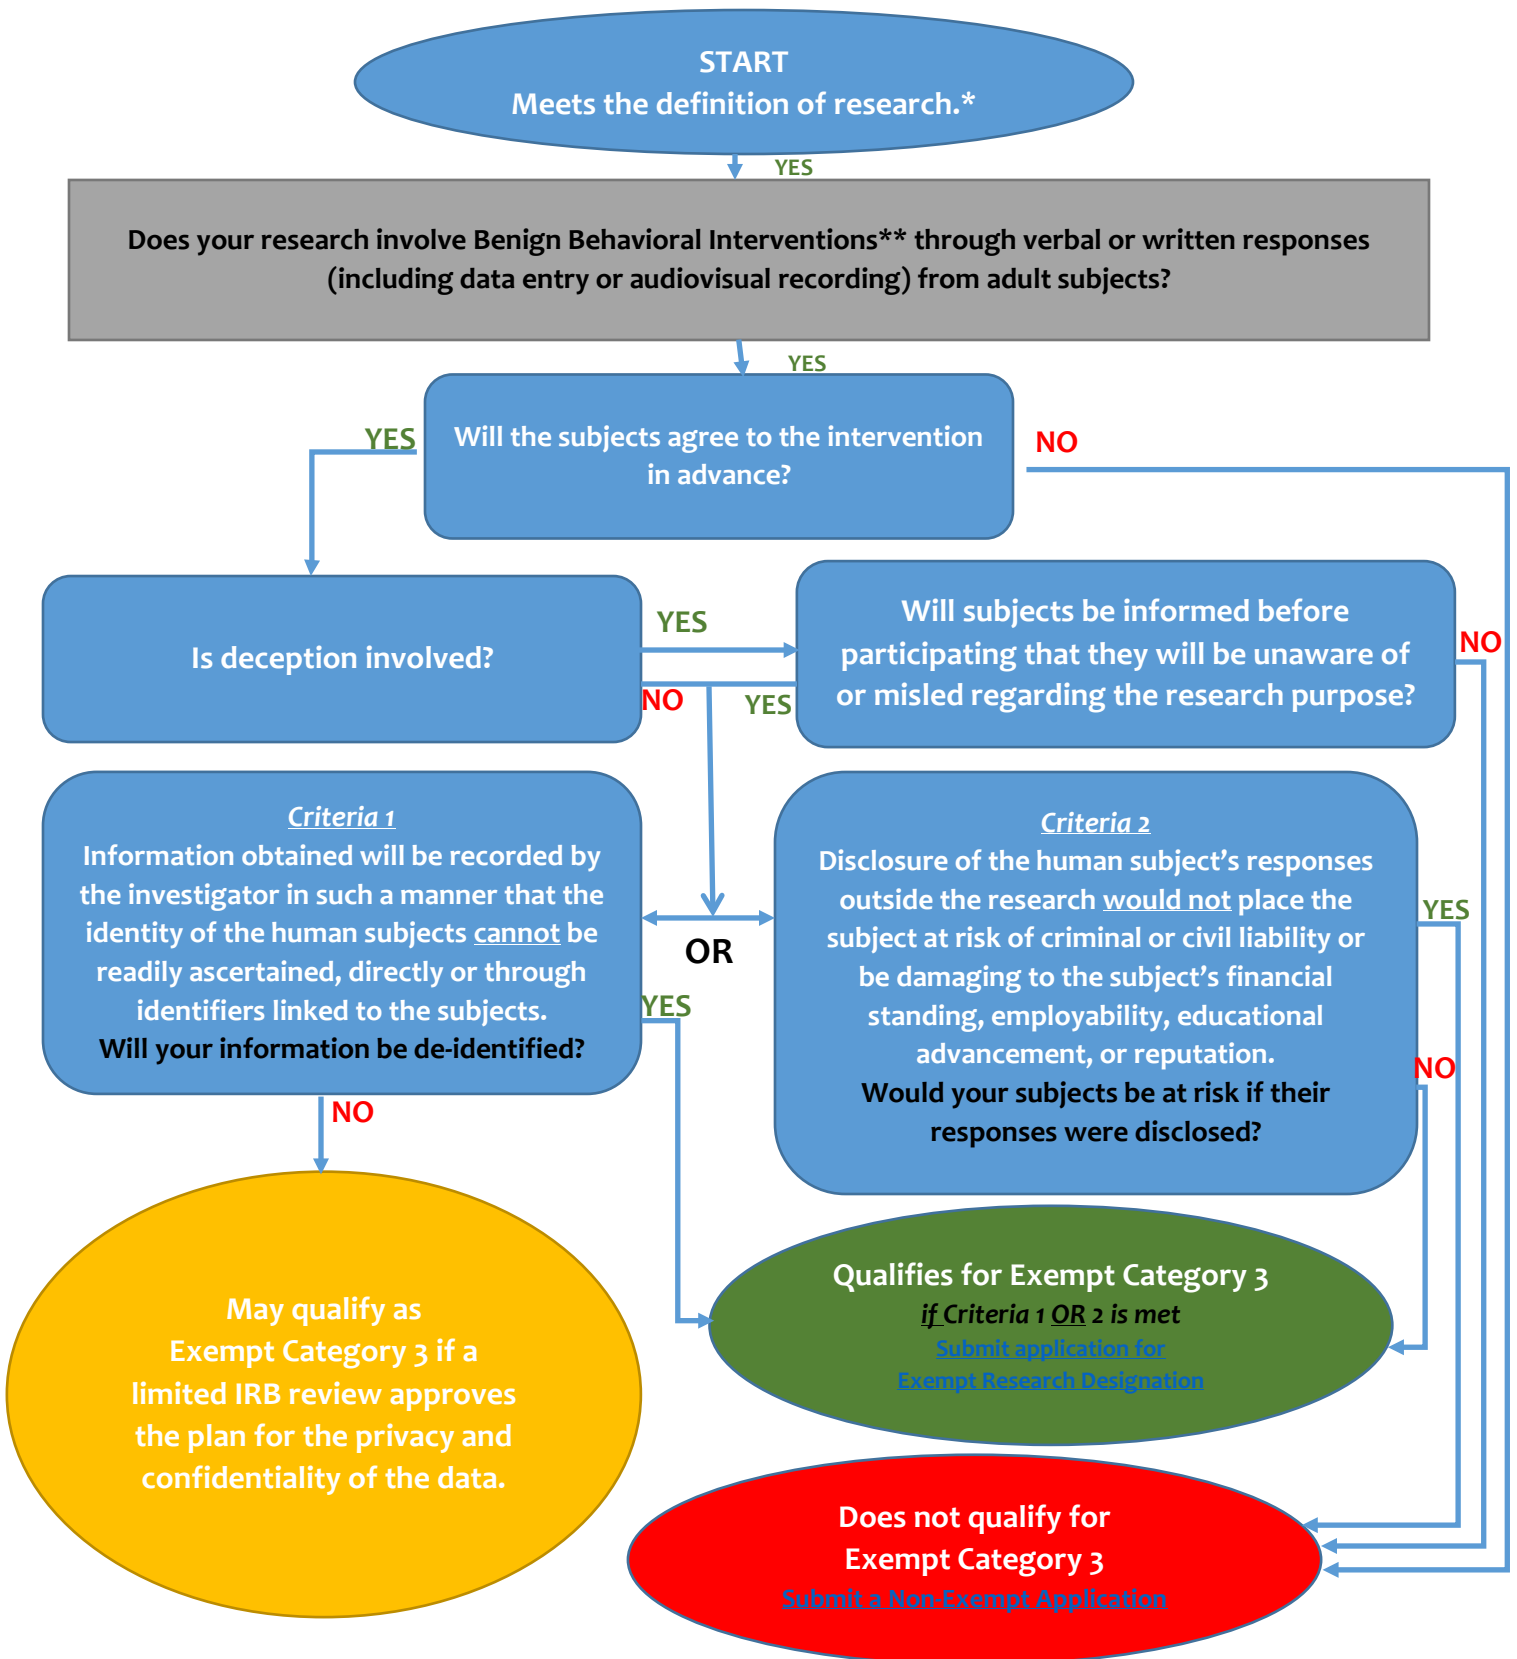 START
Meets the definition of research.*
YES
Does your research involve Benign Behavioral Interventions** through verbal or written responses
(including data entry or audiovisual recording) from adult subjects?
YES
Will the subjects agree to the intervention
in advance?
YES
NO
Is deception involved?
YES
NO
Will subjects be informed before
participating that they will be unaware of
or misled regarding the research purpose?
YES
NO
Criteria 1
Information obtained will be recorded by
the investigator in such a manner that the
identity of the human subjects cannot be
readily ascertained, directly or through
identifiers linked to the subjects.
Will your information be de-identified?
YES
NO
OR
Criteria 2
Disclosure of the human subject's responses
outside the research would not place the
subject at risk of criminal or civil liability or
be damaging to the subject's financial
standing, employability, educational
advancement, or reputation.
Would your subjects be at risk if their
responses were disclosed?
YES
NO
May qualify as
Exempt Category 3 if a
limited IRB review approves
the plan for the privacy and
confidentiality of the data.
Qualifies for Exempt Category 3
if Criteria 1 OR 2 is met
Submit application for
Exempt Research Designation
Does not qualify for
Exempt Category 3
Submit a Non-Exempt Application